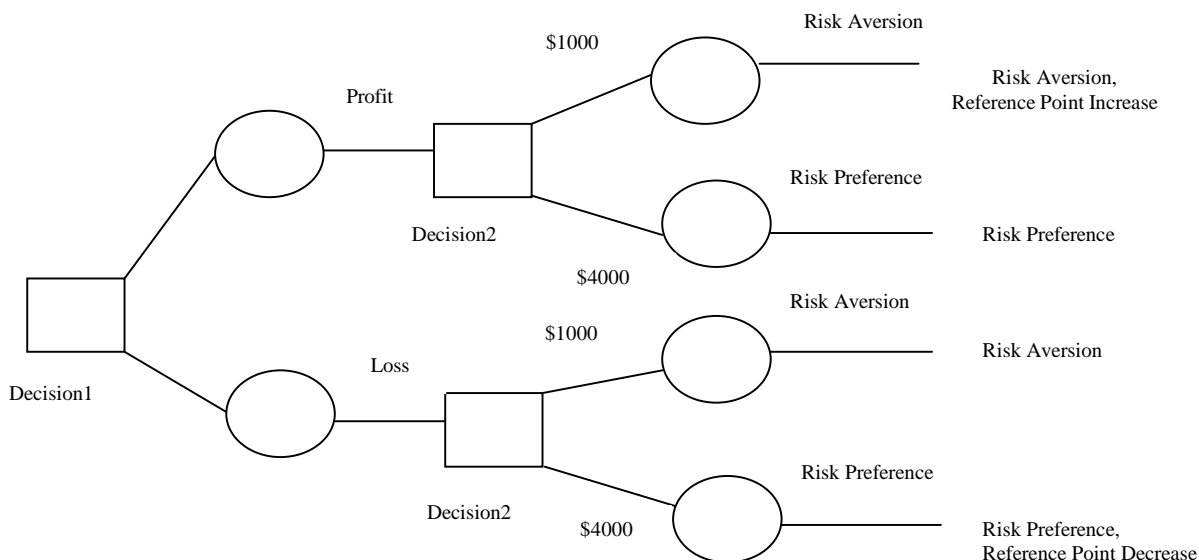 Risk Aversion
$1000
Risk Aversion,
Reference Point Increase
Profit
Risk Preference
Decision2
Risk Preference
$4000
Risk Aversion
$1000
Risk Aversion
Loss
Decision1
Risk Preference
Decision2
$4000
Risk Preference,
Reference Point Decrease